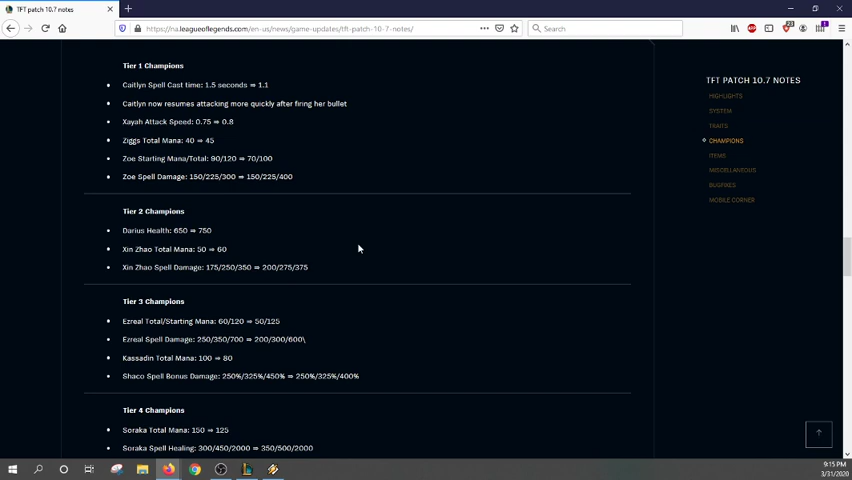 TFT Patch 10.7 notes
https://na.leagueoflegends.com/en-us/news/game-updates/tft-patch-10-7-notes/
Search
Tier 1 Champions
Caitlyn Spell Cast time: 1.5 seconds ⇒ 1.1
Caitlyn now resumes attacking more quickly after firing her bullet
Xayah Attack Speed: 0.75 ⇒ 0.8
Ziggs Total Mana: 40 ⇒ 45
Zoe Starting Mana/Total: 90/120 ⇒ 70/100
Zoe Spell Damage: 150/225/300 ⇒ 150/225/400
Tier 2 Champions
Darius Health: 650 ⇒ 750
Xin Zhao Total Mana: 50 ⇒ 60
Xin Zhao Spell Damage: 175/250/350 ⇒ 200/275/375
Tier 3 Champions
Ezreal Total/Starting Mana: 60/120 ⇒ 50/125
Ezreal Spell Damage: 250/350/700 ⇒ 200/300/600\
Kassadin Total Mana: 100 ⇒ 80
Shaco Spell Bonus Damage: 250%/325%/450% ⇒ 250%/325%/400%
Tier 4 Champions
Soraka Total Mana: 150 ⇒ 125
Soraka Spell Healing: 300/450/2000 ⇒ 350/500/2000
TFT PATCH 10.7 NOTES
HIGHLIGHTS
SYSTEM
TRAITS
CHAMPIONS
ITEMS
MISCELLANEOUS
BUGFIXES
MOBILE CORNER
9:15 PM
3/31/2020